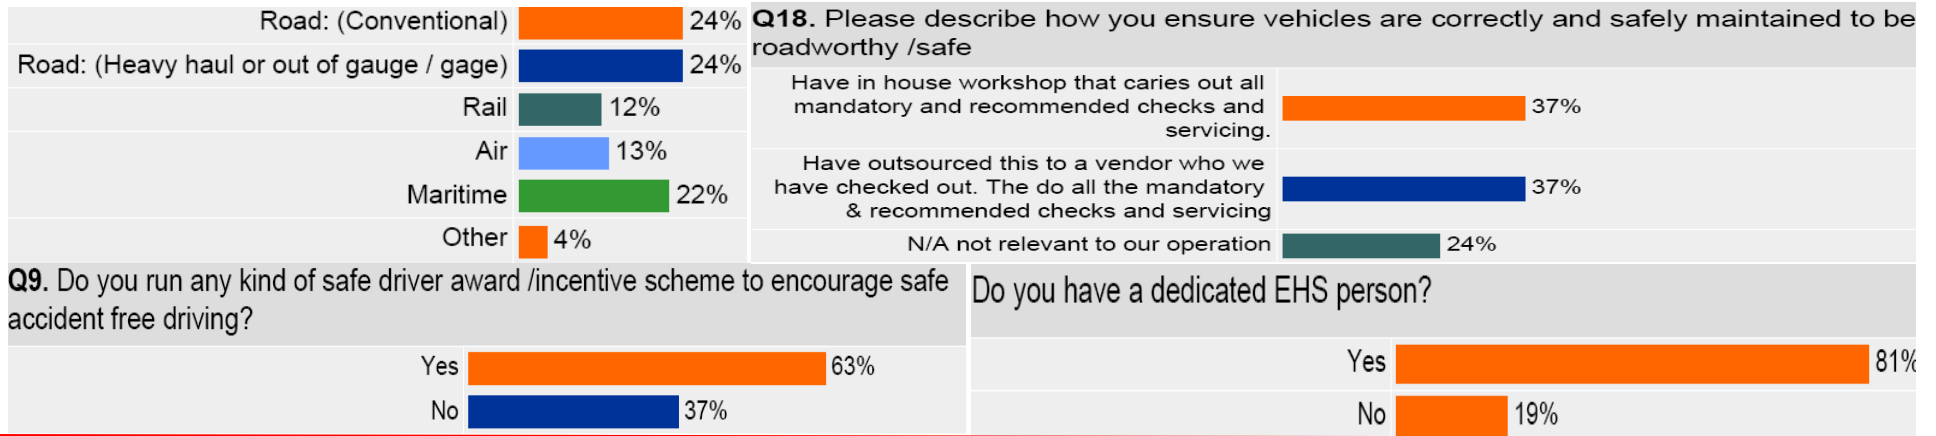 Road: (Conventional) 24%
Road: (Heavy haul or out of gauge / gage) 24%
Rail 12%
Air 13%
Maritime 22%
Other 4%
Q18. Please describe how you ensure vehicles are correctly and safely maintained to be
roadworthy /safe
Have in house workshop that caries out all
mandatory and recommended checks and
servicing.
37%
Have outsourced this to a vendor who we
have checked out. The do all the mandatory
& recommended checks and servicing
37%
N/A not relevant to our operation 24%
Q9. Do you run any kind of safe driver award /incentive scheme to encourage safe
accident free driving?
Yes 63%
No 37%
Do you have a dedicated EHS person?
Yes 81%
No 19%